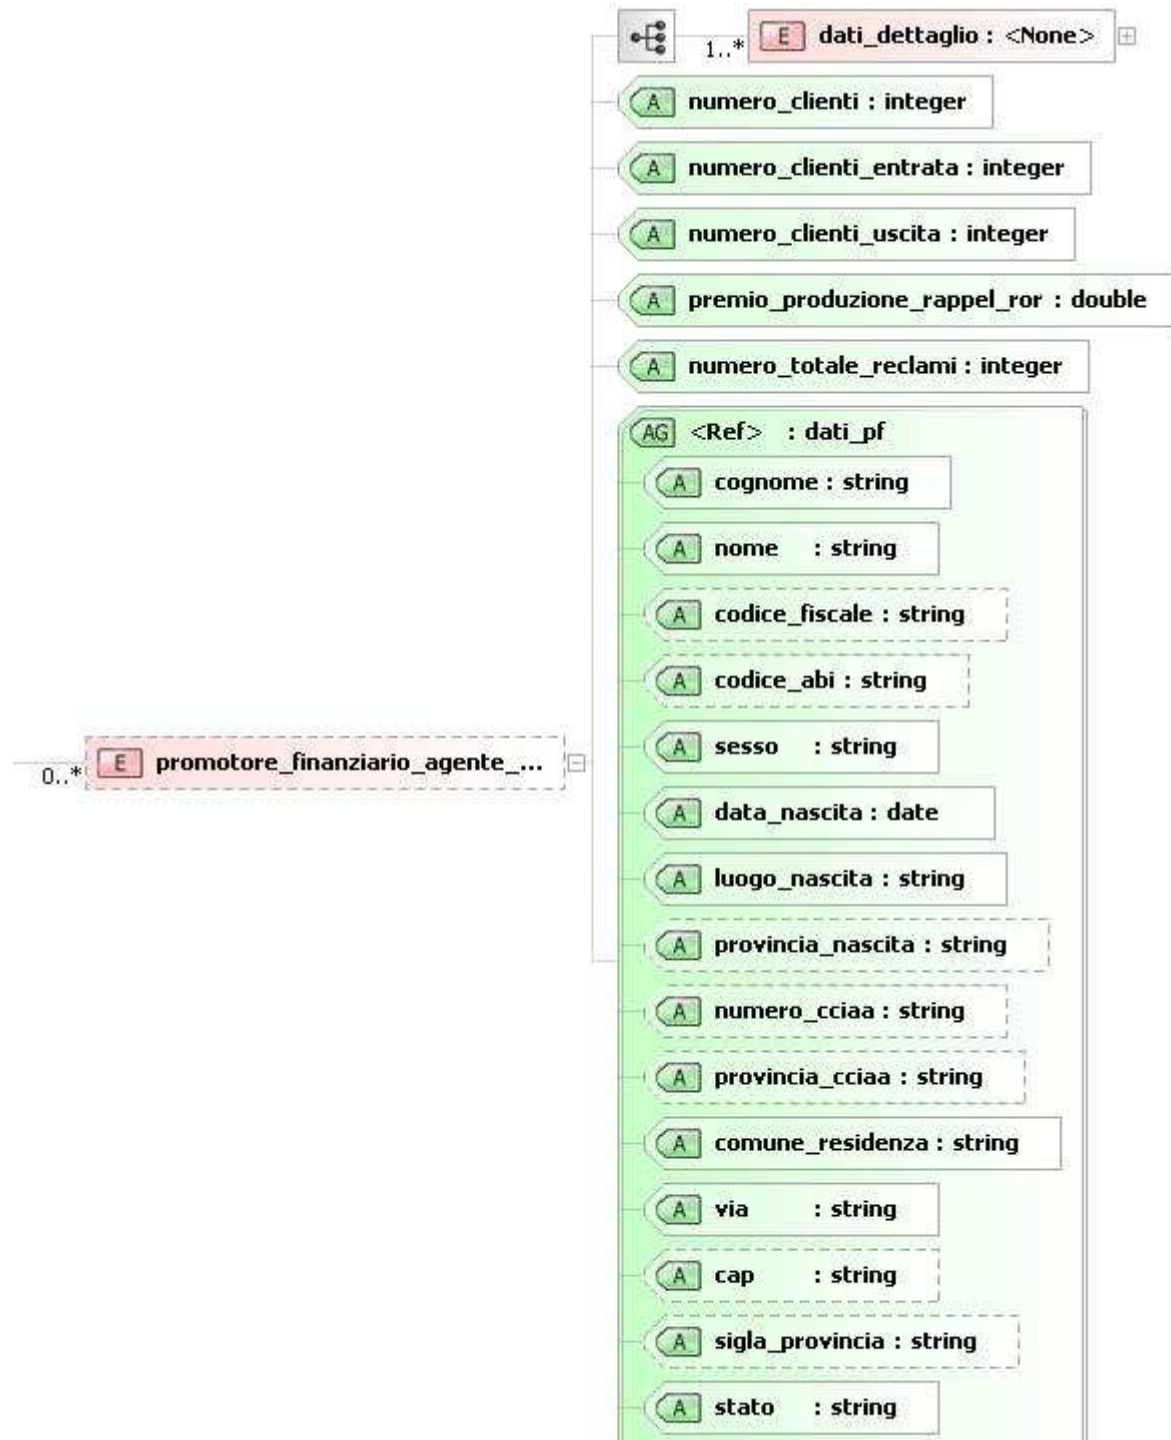 1..* E dati_dettaglio : <None>
A numero_clienti : integer
A numero_clienti_entrata : integer
A numero_clienti_uscita : integer
A premio_produzione_rappel_ror : double
A numero_totale_reclami : integer
AG <Ref> : dati_pf
A cognome : string
A nome : string
A codice_fiscale : string
A codice_abi : string
0..* E promotore_finanziario_agente_...
A sesso : string
A data_nascita : date
A luogo_nascita : string
A provincia_nascita : string
A numero_cciaa : string
A provincia_cciaa : string
A comune_residenza : string
A via : string
A cap : string
A sigla_provincia : string
A stato : string